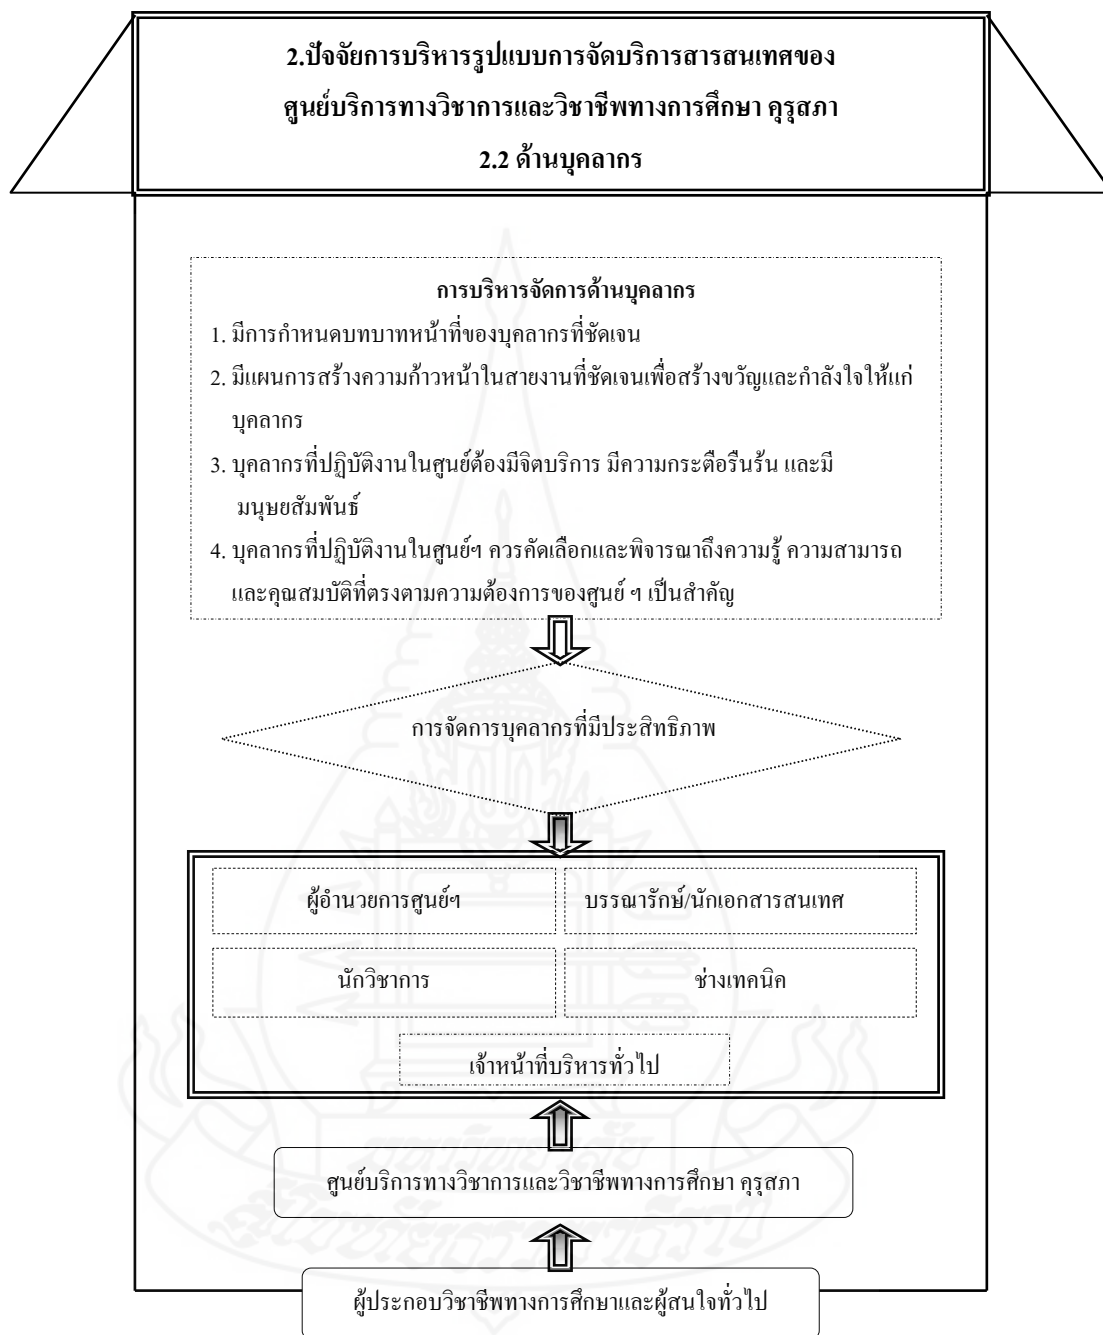 2.ปัจจัยการบริหารรูปแบบการจัดบริการสารสนเทศของ
ศูนย์บริการทางวิชาการและวิชาชีพทางการศึกษา คุรุสภา
2.2 ด้านบุคลากร
การบริหารจัดการด้านบุคลากร
1. มีการกำหนดบทบาทหน้าที่ของบุคลากรที่ชัดเจน
2. มีแผนการสร้างความก้าวหน้าในสายงานที่ชัดเจนเพื่อสร้างขวัญและกำลังใจให้แก่
บุคลากร
3. บุคลากรที่ปฏิบัติงานในศูนย์ต้องมีจิตบริการ มีความกระตือรือร้น และมี
มนุษยสัมพันธ์
4. บุคลากรที่ปฏิบัติงานในศูนย์ฯ ควรคัดเลือกและพิจารณาถึงความรู้ ความสามารถ
และคุณสมบัติที่ตรงตามความต้องการของศูนย์ ฯ เป็นสำคัญ
การจัดการบุคลากรที่มีประสิทธิภาพ
ผู้อำนวยการศูนย์ฯ
บรรณารักษ์/นักเอกสารสนเทศ
นักวิชาการ
ช่างเทคนิค
เจ้าหน้าที่บริหารทั่วไป
มหาวิทยาลัย
ศูนย์บริการทางวิชาการและวิชาชีพทางการศึกษา คุรุสภา
สุโขทัยธรรมาธิราช
ผู้ประกอบวิชาชีพทางการศึกษาและผู้สนใจทั่วไป